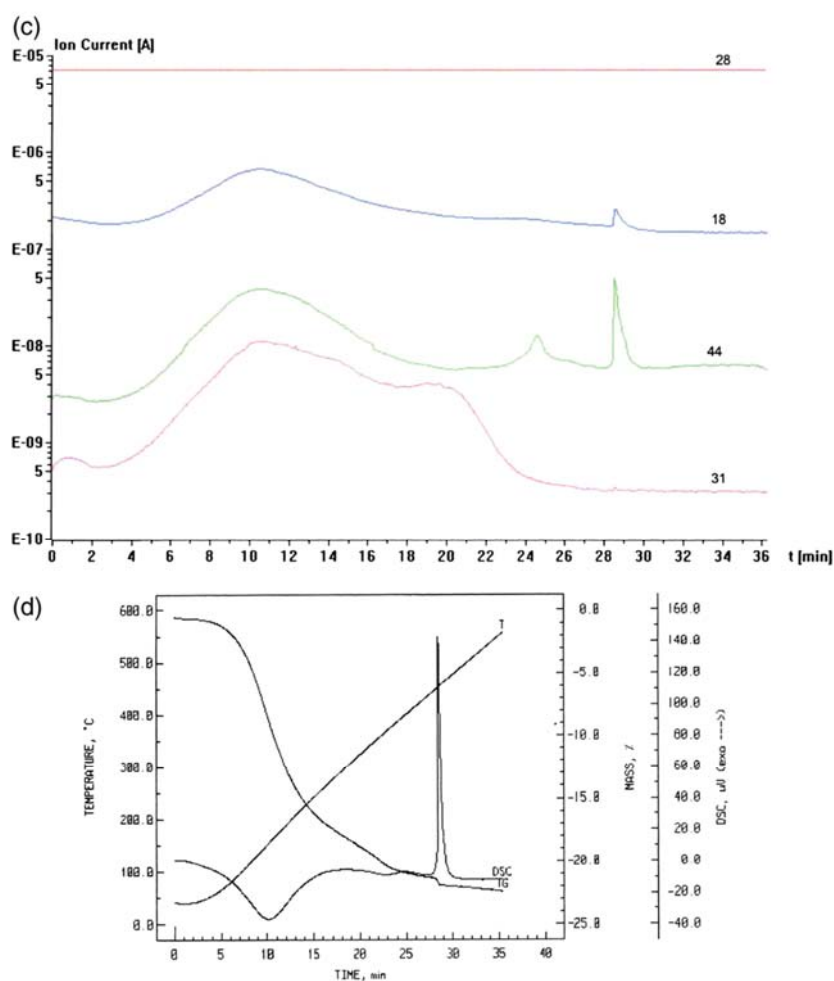 (c)
Ion Current [A]
E-05
28
5
E-06
5
18
E-07
5
E-08
44
5
E-09
31
5
E-10
0 2 4 6 8 10 12 14 16 18 20 22 24 26 28 30 32 34 36 t [min]
(d)
600.0 T 0.0 160.0
140.0
500.0 -5.0 120.0
100.0
400.0 -10.0 80.0
300.0 60.0
-15.0 40.0
200.0 20.0
100.0 DSC -20.0 0.0
TG -20.0
0.0 -25.0 -40.0
TEMPERATURE, °C
MASS, %
DSC, uV (exo --->)
0 5 10 15 20 25 30 35 40
TIME, min